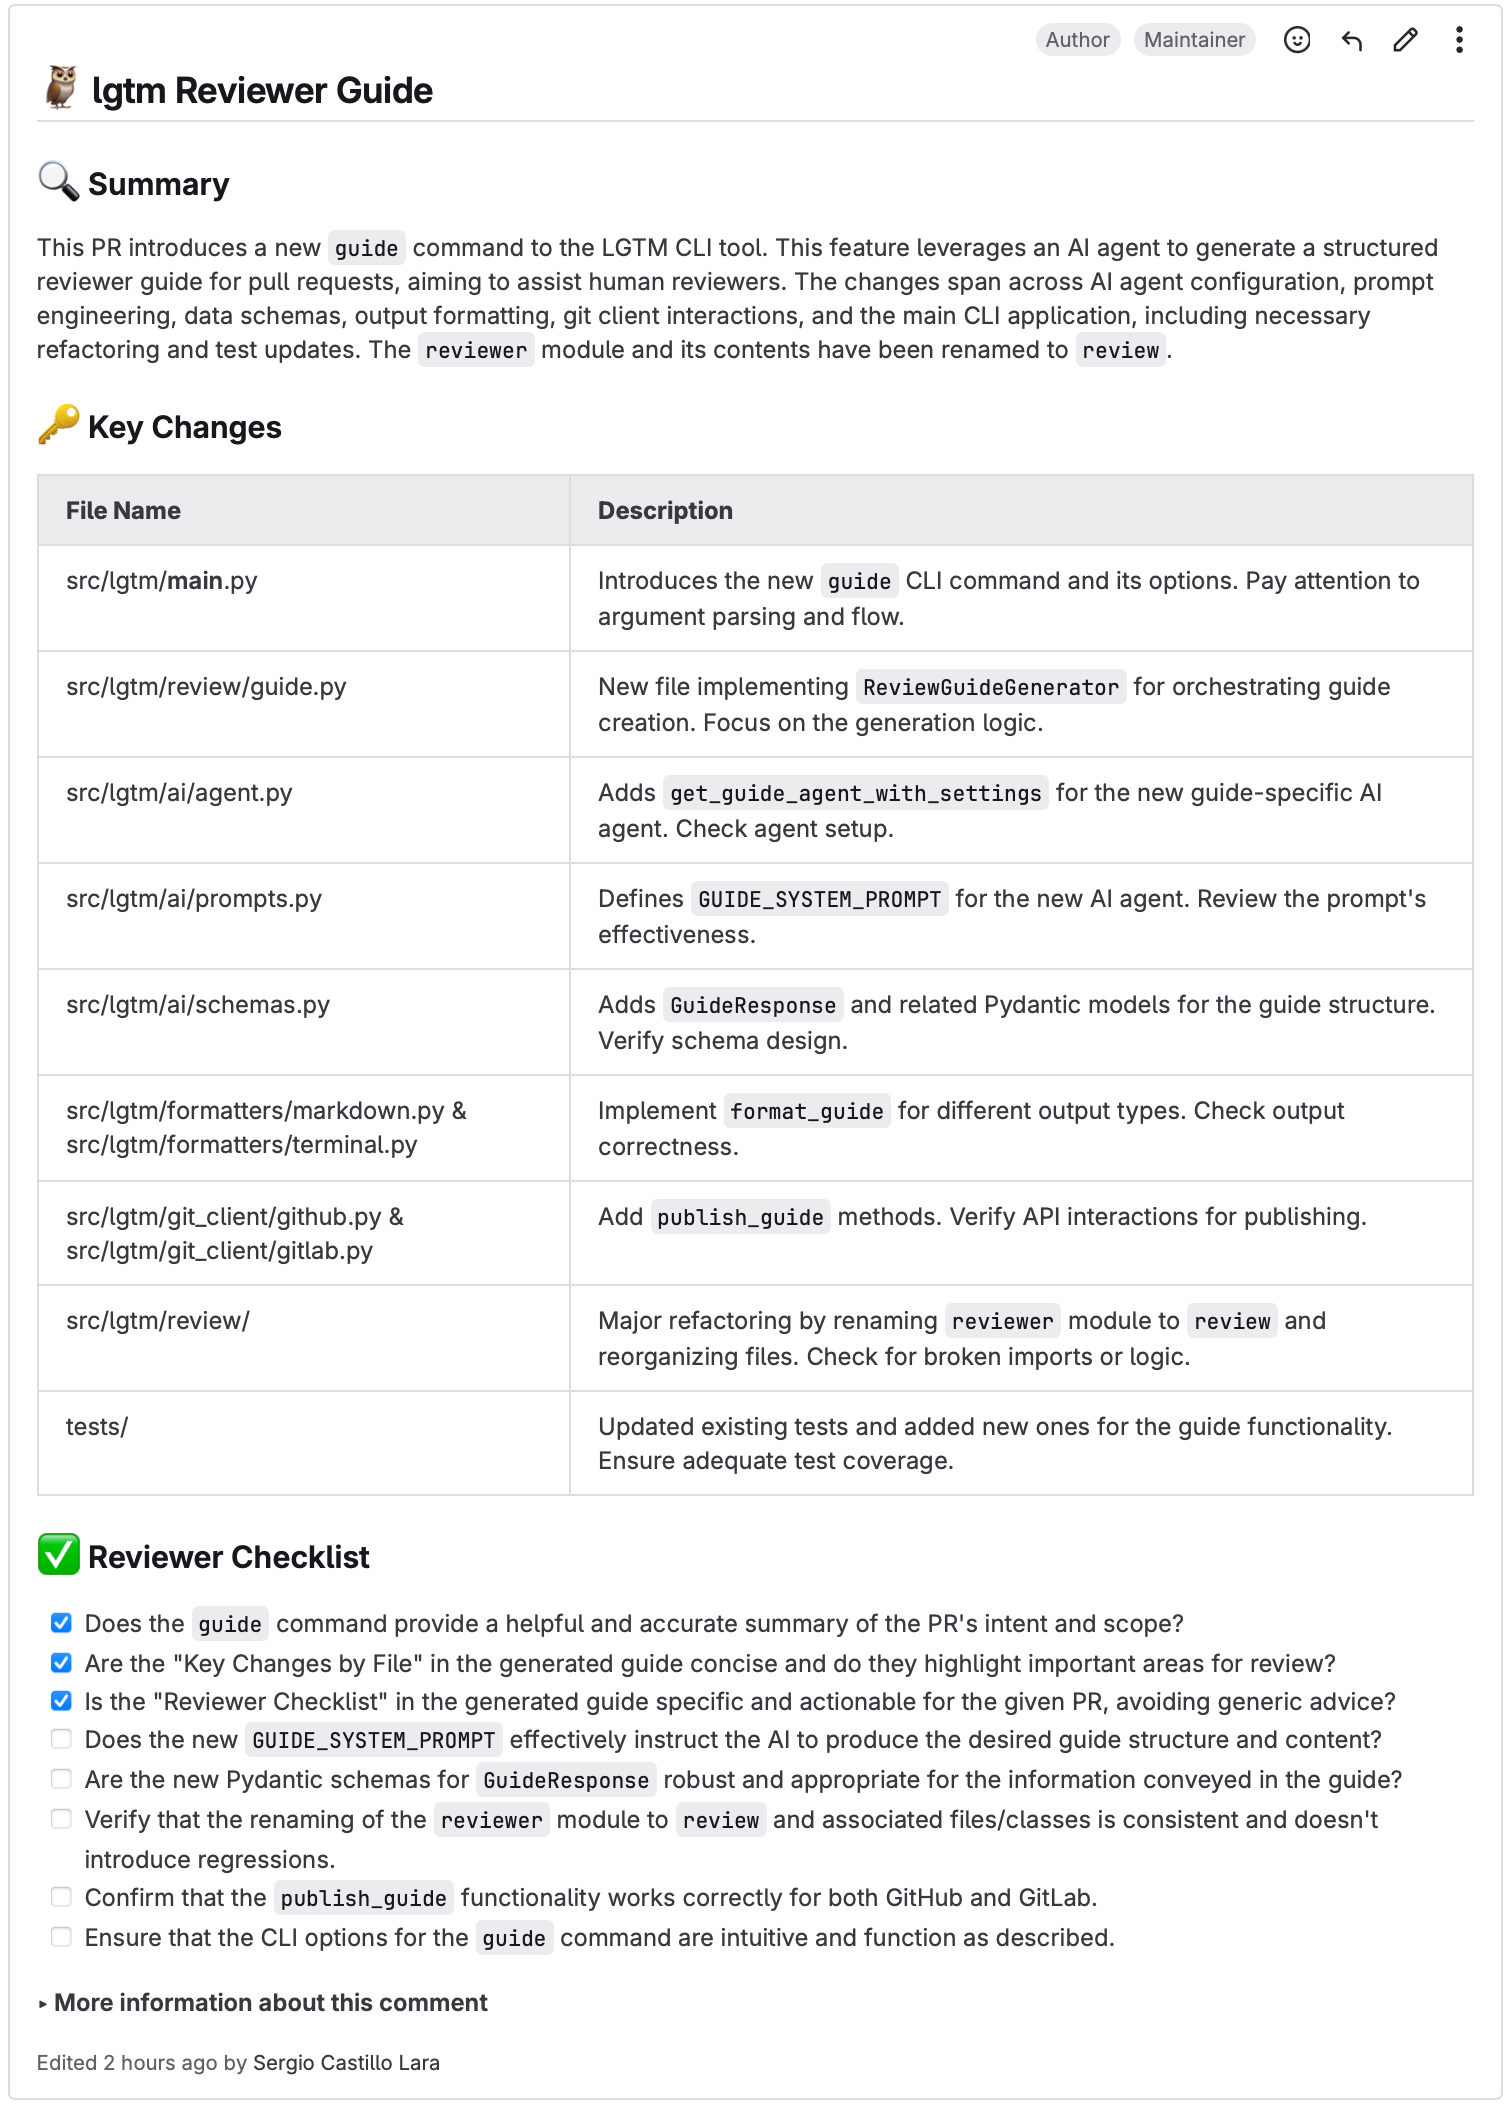 Author Maintainer
lgtm Reviewer Guide
Summary
This PR introduces a new guide command to the LGTM CLI tool. This feature leverages an AI agent to generate a structured
reviewer guide for pull requests, aiming to assist human reviewers. The changes span across AI agent configuration, prompt
engineering, data schemas, output formatting, git client interactions, and the main CLI application, including necessary
refactoring and test updates. The reviewer module and its contents have been renamed to review.
Key Changes
File Name Description
src/lgtm/main.py Introduces the new guide CLI command and its options. Pay attention to
argument parsing and flow.
src/lgtm/review/guide.py New file implementing ReviewGuideGenerator for orchestrating guide
creation. Focus on the generation logic.
src/lgtm/ai/agent.py Adds get_guide_agent_with_settings for the new guide-specific AI
agent. Check agent setup.
src/lgtm/ai/prompts.py Defines GUIDE_SYSTEM_PROMPT for the new AI agent. Review the prompt's
effectiveness.
src/lgtm/ai/schemas.py Adds GuideResponse and related Pydantic models for the guide structure.
Verify schema design.
src/lgtm/formatters/markdown.py &
src/lgtm/formatters/terminal.py
Implement format_guide for different output types. Check output
correctness.
src/lgtm/git_client/github.py &
src/lgtm/git_client/gitlab.py
Add publish_guide methods. Verify API interactions for publishing.
src/lgtm/review/ Major refactoring by renaming reviewer module to review and
reorganizing files. Check for broken imports or logic.
tests/ Updated existing tests and added new ones for the guide functionality.
Ensure adequate test coverage.
Reviewer Checklist
Does the guide command provide a helpful and accurate summary of the PR's intent and scope?
Are the "Key Changes by File" in the generated guide concise and do they highlight important areas for review?
Is the "Reviewer Checklist" in the generated guide specific and actionable for the given PR, avoiding generic advice?
Does the new GUIDE_SYSTEM_PROMPT effectively instruct the AI to produce the desired guide structure and content?
Are the new Pydantic schemas for GuideResponse robust and appropriate for the information conveyed in the guide?
Verify that the renaming of the reviewer module to review and associated files/classes is consistent and doesn't
introduce regressions.
Confirm that the publish_guide functionality works correctly for both GitHub and GitLab.
Ensure that the CLI options for the guide command are intuitive and function as described.
More information about this comment
Edited 2 hours ago by Sergio Castillo Lara